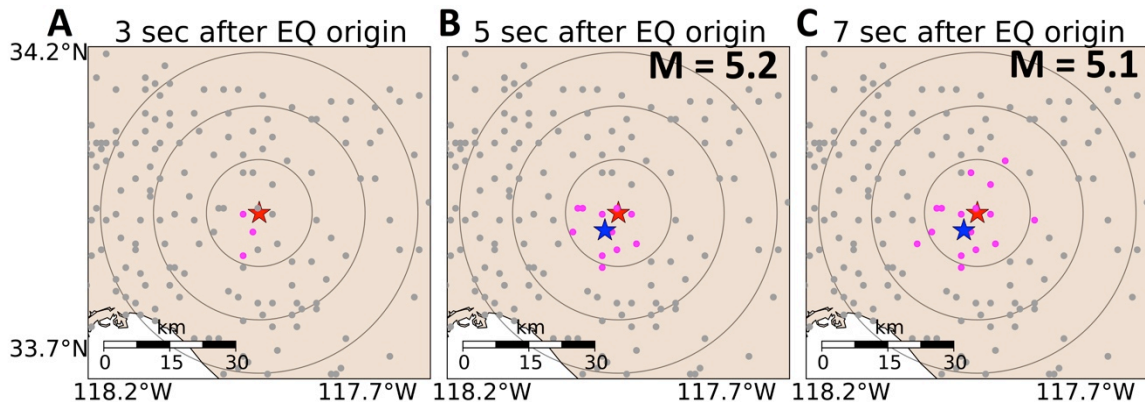 A 3 sec after EQ origin
B 5 sec after EQ origin
C 7 sec after EQ origin
34.2°N
M = 5.2
M = 5.1
km
0 15 30
km
0 15 30
km
0 15 30
33.7°N
118.2°W 117.7°W
118.2°W 117.7°W
118.2°W 117.7°W